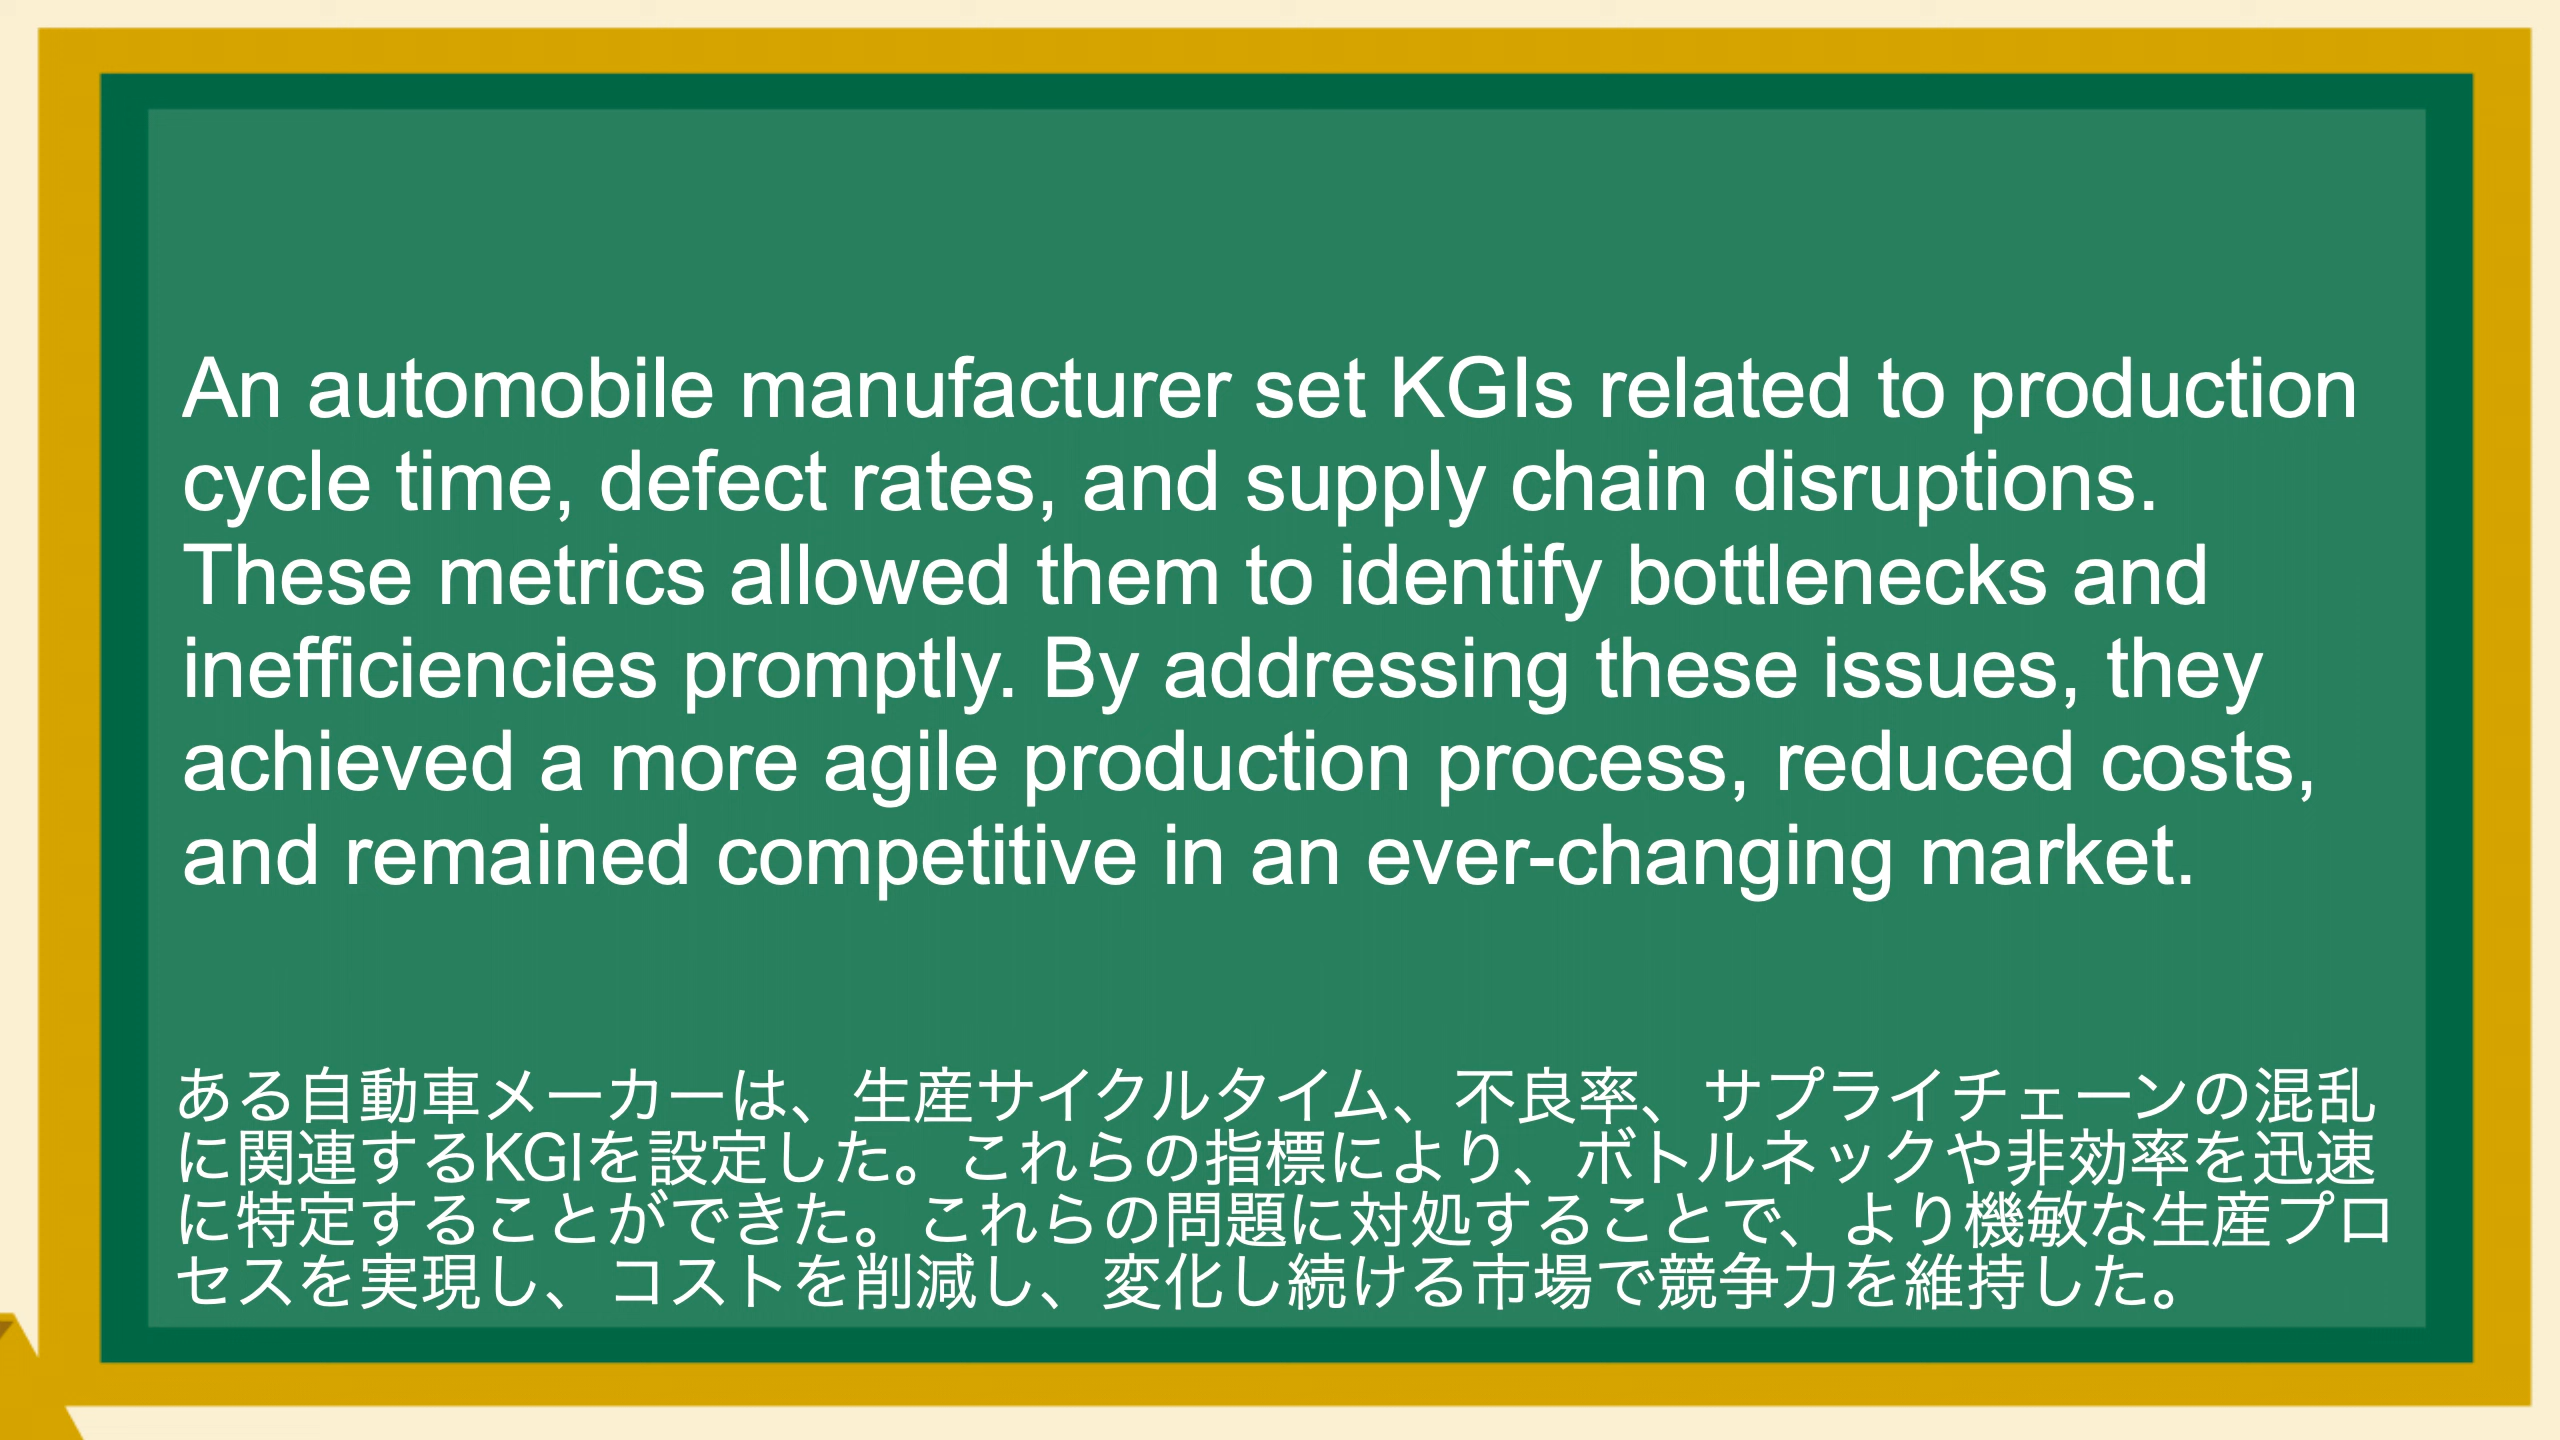 An automobile manufacturer set KGIs related to production
cycle time, defect rates, and supply chain disruptions.
These metrics allowed them to identify bottlenecks and
inefficiencies promptly. By addressing these issues, they
achieved a more agile production process, reduced costs,
and remained competitive in an ever-changing market.
ある自動車メーカーは、生産サイクルタイム、不良率、サプライチェーンの混乱
に関連するKGIを設定した。これらの指標により、ボトルネックや非効率を迅速
に特定することができた。これらの問題に対処することで、より機敏な生産プロ
セスを実現し、コストを削減し、変化し続ける市場で競争力を維持した。